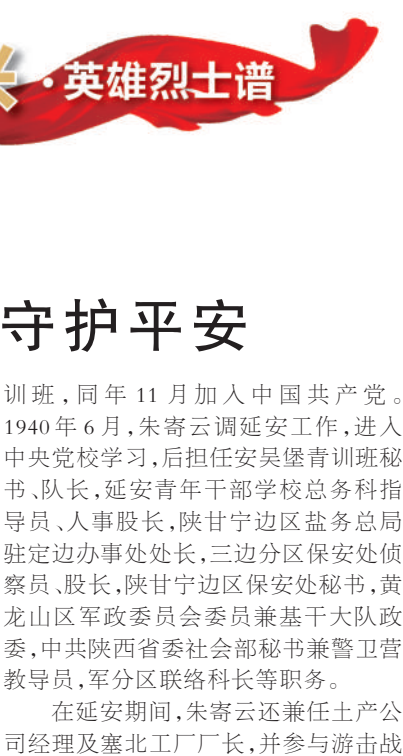 ·英雄烈士谱
守护平安
训班，同年 11 月加入中国共产党。
1940 年 6 月，朱寄云调延安工作，进入
中央党校学习，后担任安吴堡青训班秘
书、队长，延安青年干部学校总务科指
导员、人事股长，陕甘宁边区盐务总局
驻定边办事处处长，三边分区保安处侦
察员、股长，陕甘宁边区保安处秘书，黄
龙山区军政委员会委员兼基干大队政
委，中共陕西省委社会部秘书兼警卫营
教导员，军分区联络科长等职务。
在延安期间，朱寄云还兼任土产公
司经理及塞北工厂厂长，并参与游击战